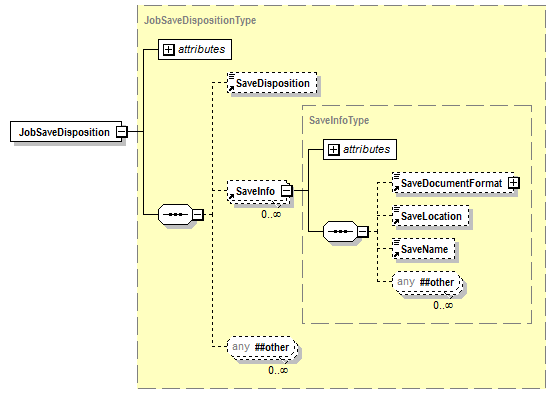 JobSaveDispositionType
attributes
SaveDisposition
JobSaveDisposition
SaveInfoType
attributes
SaveInfo
0..∞
SaveDocumentFormat
SaveLocation
SaveName
any ##other
0..∞
any ##other
0..∞